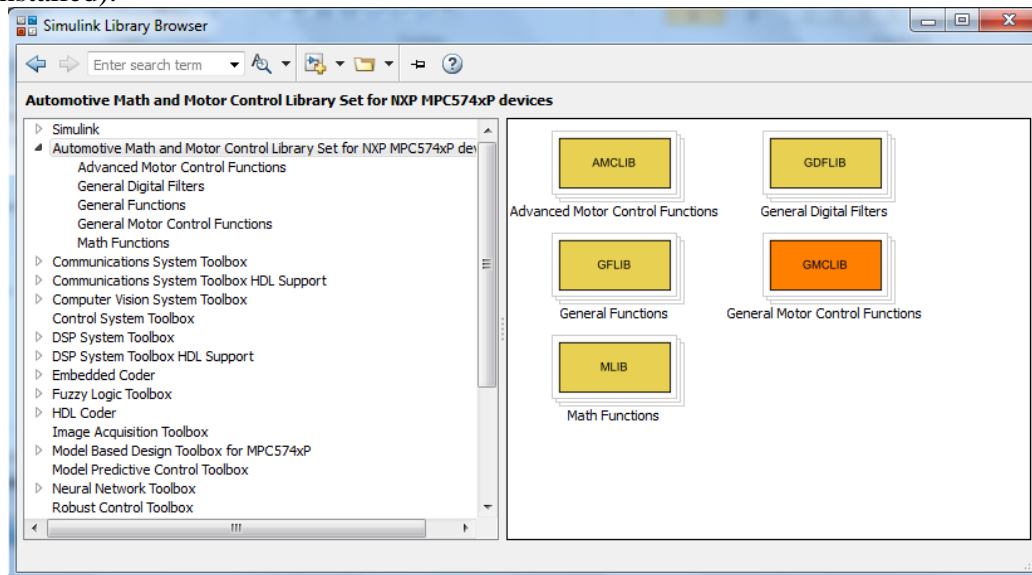 installed).
Simulink Library Browser
Enter search term
Automotive Math and Motor Control Library Set for NXP MPC574xP devices
Simulink
Automotive Math and Motor Control Library Set for NXP MPC574xP dev
Advanced Motor Control Functions
General Digital Filters
General Functions
General Motor Control Functions
Math Functions
Communications System Toolbox
Communications System Toolbox HDL Support
Computer Vision System Toolbox
Control System Toolbox
DSP System Toolbox
DSP System Toolbox HDL Support
Embedded Coder
Fuzzy Logic Toolbox
HDL Coder
Image Acquisition Toolbox
Model Based Design Toolbox for MPC574xP
Model Predictive Control Toolbox
Neural Network Toolbox
Robust Control Toolbox
AMCLIB
GDFLIB
Advanced Motor Control Functions
General Digital Filters
GFLIB
GMCLIB
General Functions
General Motor Control Functions
MLIB
Math Functions